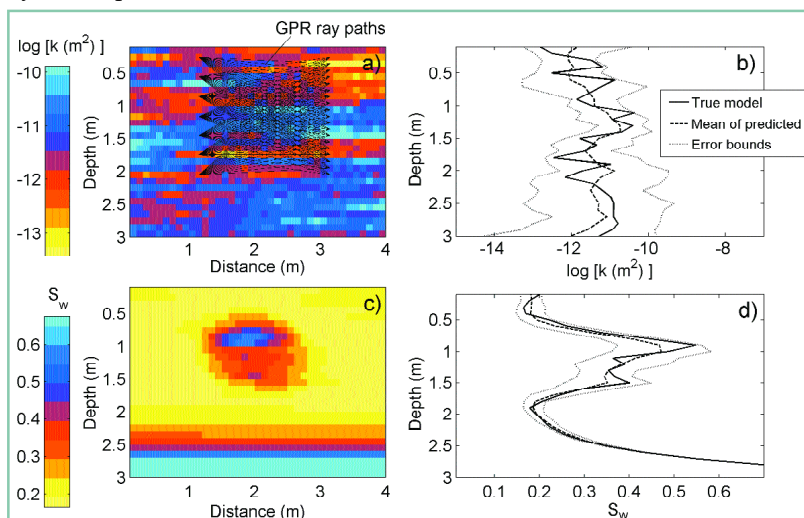 log [k (m²) ]
-10
-11
-12
-13
GPR ray paths
a)
Depth (m)
0.5
1
1.5
2
2.5
3
0
1
2
3
4
Distance (m)
b)
Depth (m)
0.5
1
1.5
2
2.5
3
True model
Mean of predicted
Error bounds
-14
-12
-10
-8
log [k (m²) ]
Sw
0.6
0.5
0.4
0.3
0.2
c)
Depth (m)
0.5
1
1.5
2
2.5
3
0
1
2
3
4
Distance (m)
d)
Depth (m)
0.5
1
1.5
2
2.5
3
0.1
0.2
0.3
0.4
0.5
0.6
Sw